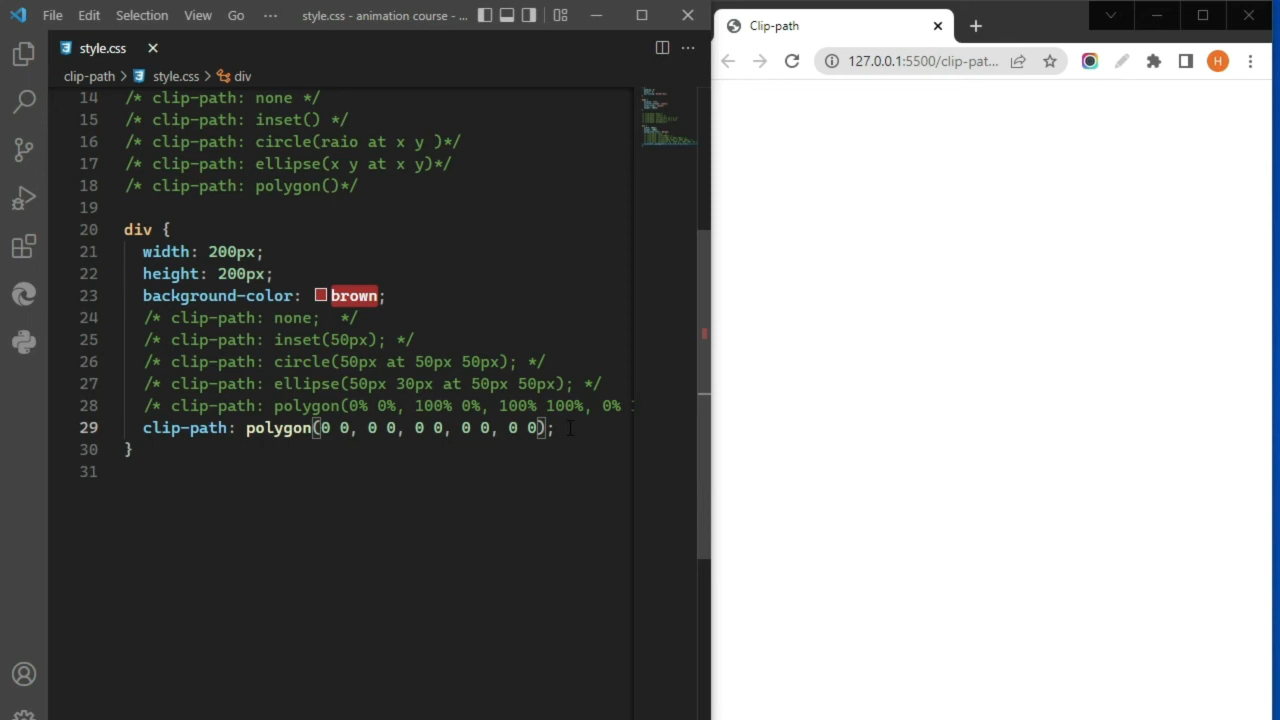 File Edit Selection View Go ··· style.css - animation course - ...
Clip-path
style.css
127.0.0.1:5500/clip-pat...
H
clip-path > style.css > div
14 /* clip-path: none */
15 /* clip-path: inset() */
16 /* clip-path: circle(raio at x y )*/
17 /* clip-path: ellipse(x y at x y)*/
18 /* clip-path: polygon()*/
19
20 div {
21 width: 200px;
22 height: 200px;
23 background-color: brown;
24 /* clip-path: none;  */
25 /* clip-path: inset(50px); */
26 /* clip-path: circle(50px at 50px 50px); */
27 /* clip-path: ellipse(50px 30px at 50px 50px); */
28 /* clip-path: polygon(0% 0%, 100% 0%, 100% 100%, 0%
29 clip-path: polygon(0 0, 0 0, 0 0, 0 0, 0 0);
30 }
31